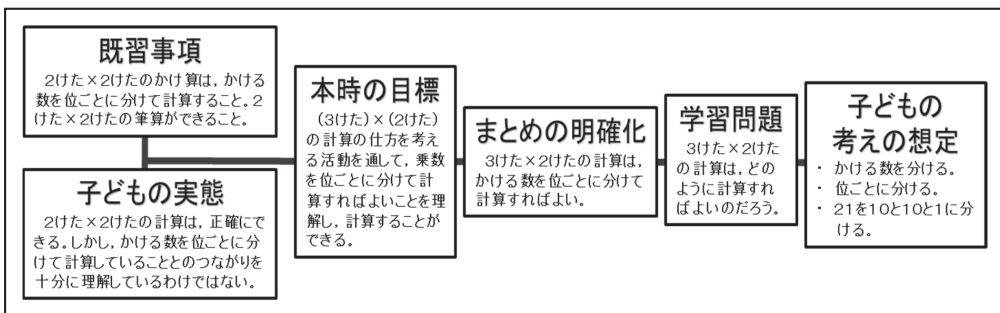 既習事項
2けた×2けたのかけ算は，かける
数を位ごとに分けて計算すること。2
けた×2けたの筆算ができること。
子どもの実態
2けた×2けたの計算は，正確にで
きる。しかし，かける数を位ごとに分
けて計算していることとのつながりを
十分に理解しているわけではない。
本時の目標
(3けた)×(2けた)
の計算の仕方を考え
る活動を通して，乗数
を位ごとに分けて計
算すればよいことを理
解し，計算することが
できる。
まとめの明確化
3けた×2けたの計算は，
かける数を位ごとに分けて
計算すればよい。
学習問題
3けた×2けた
の計算は，どの
ように計算すれ
ばよいのだろう。
子どもの
考えの想定
・ かける数を分ける。
・ 位ごとに分ける。
・ 21を10と10と1に分
ける。